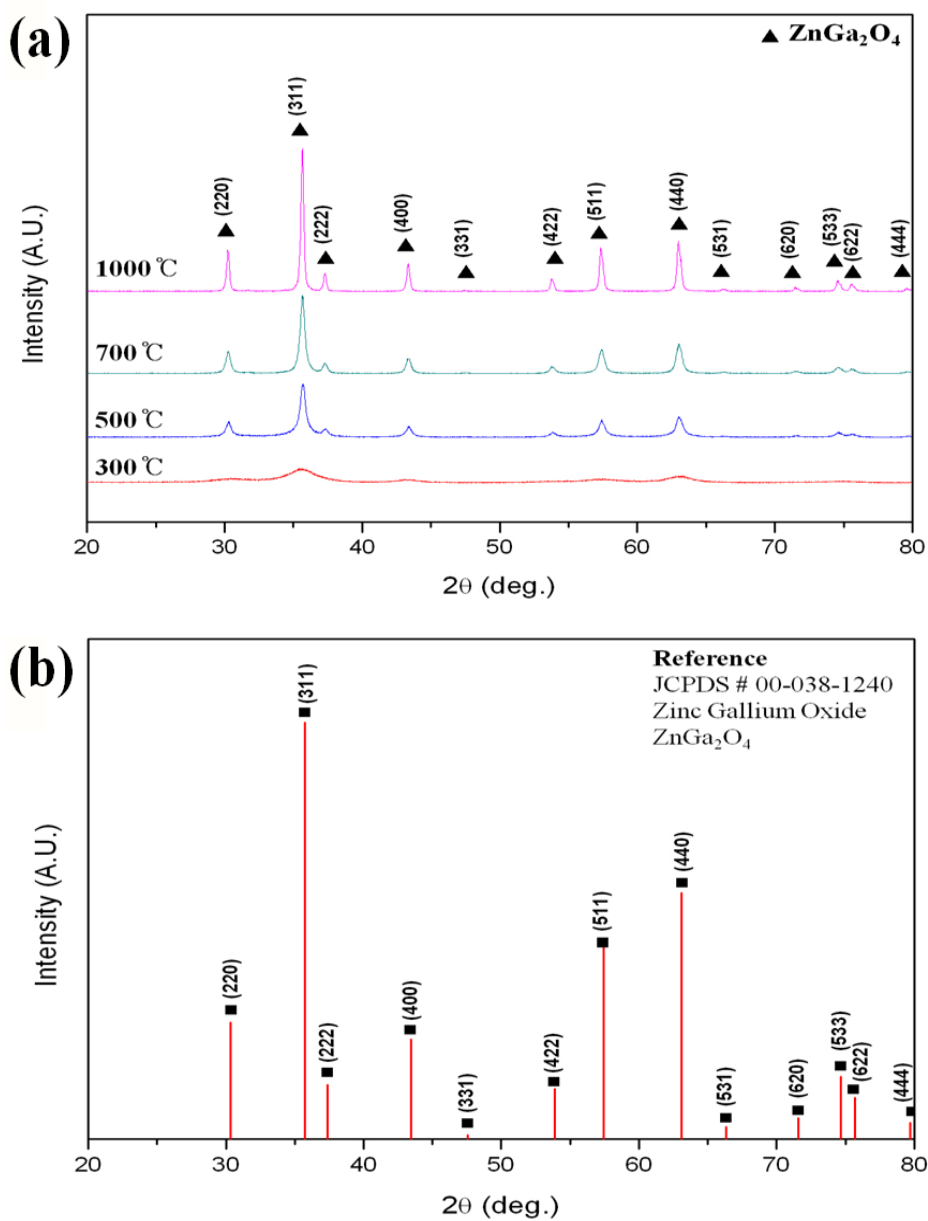 (a)
▲ ZnGa₂O₄
(220)
(311)
(222)
(400)
(331)
(422)
(511)
(440)
(531)
(620)
(533)
(622)
(444)
1000 ℃
700 ℃
500 ℃
300 ℃
Intensity (A.U.)
20 30 40 50 60 70 80
2θ (deg.)
(b)
Reference
JCPDS # 00-038-1240
Zinc Gallium Oxide
ZnGa₂O₄
(220)
(311)
(222)
(400)
(331)
(422)
(511)
(440)
(531)
(620)
(533)
(622)
(444)
Intensity (A.U.)
20 30 40 50 60 70 80
2θ (deg.)